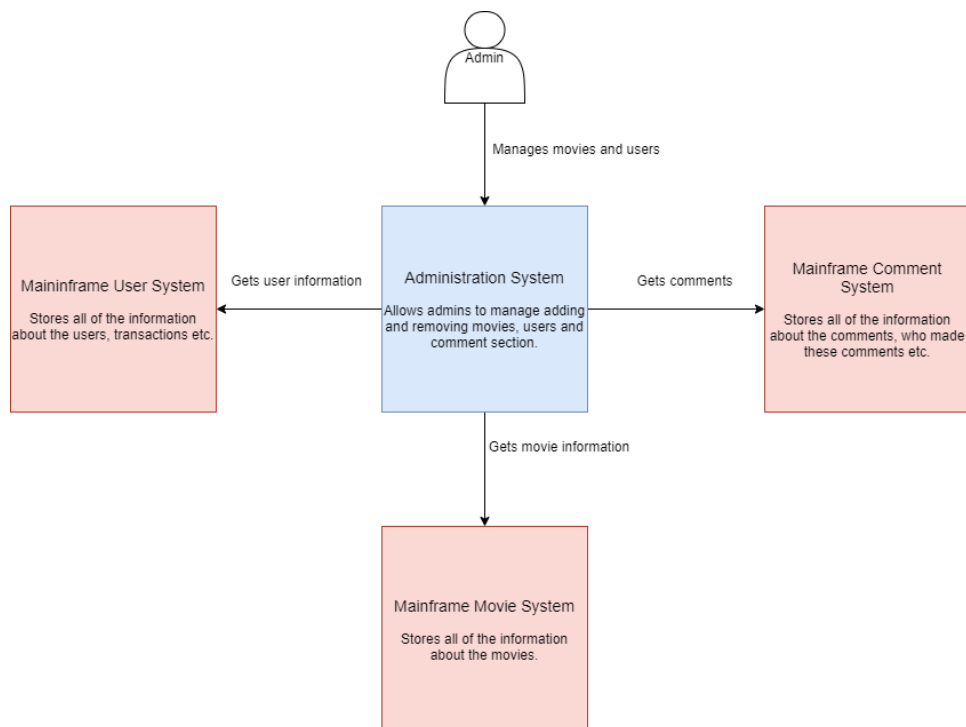 Admin
Manages movies and users
Maininframe User System
Stores all of the information
about the users, transactions etc.
Gets user information
Administration System
Allows admins to manage adding
and removing movies, users and
comment section.
Gets comments
Mainframe Comment
System
Stores all of the information
about the comments, who made
these comments etc.
Gets movie information
Mainframe Movie System
Stores all of the information
about the movies.